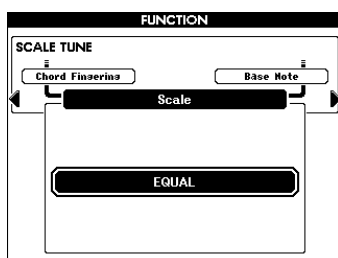 FUNCTION
SCALE TUNE
Chord Fingering Base Note
Scale
EQUAL